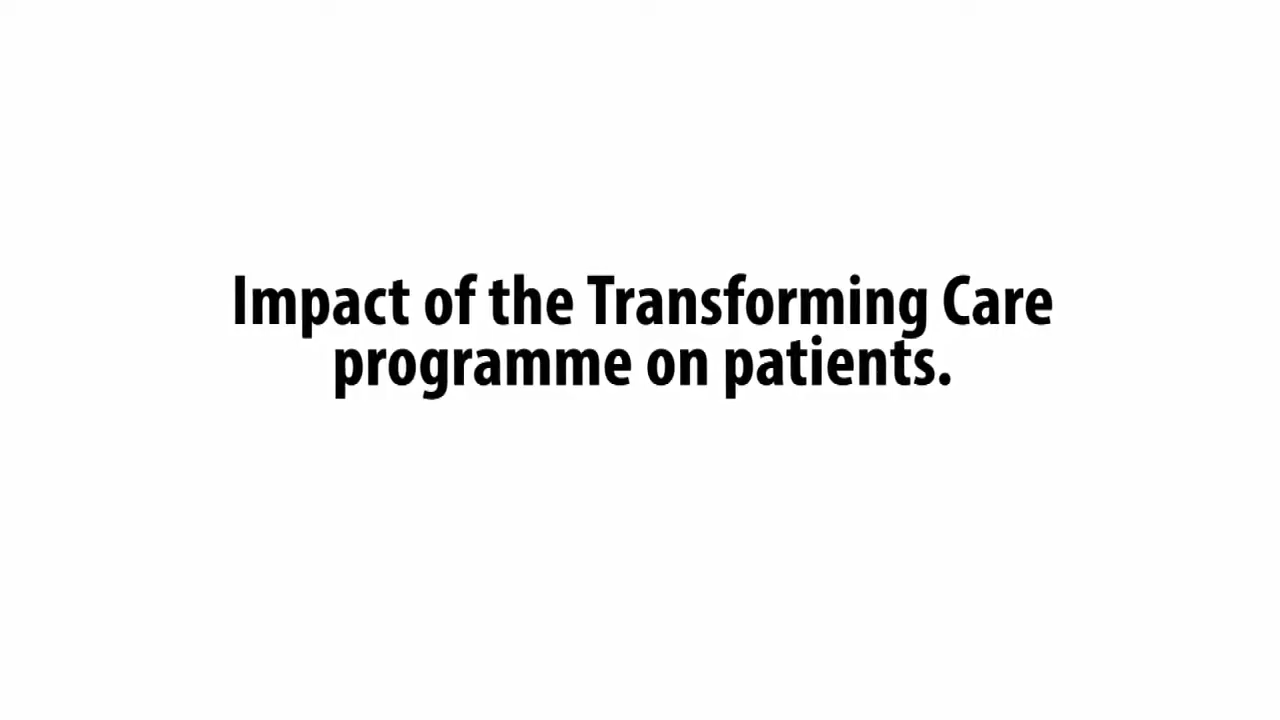 Impact of the Transforming Care
programme on patients.